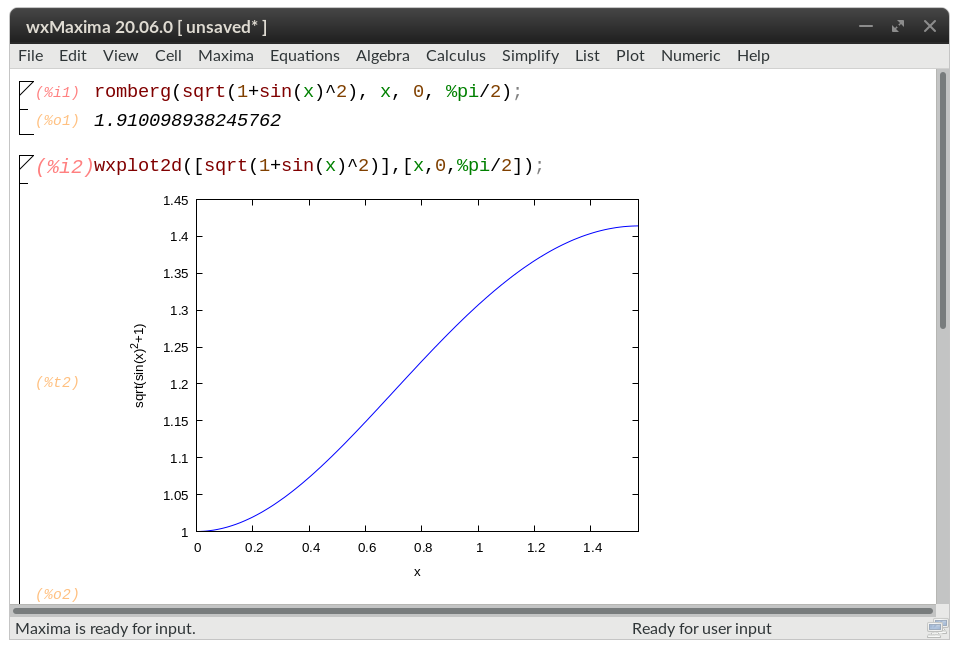 wxMaxima 20.06.0 [ unsaved* ]
File Edit View Cell Maxima Equations Algebra Calculus Simplify List Plot Numeric Help
(%i1) romberg(sqrt(1+sin(x)^2), x, 0, %pi/2);
(%o1) 1.910098938245762
(%i2) wxplot2d([sqrt(1+sin(x)^2)],[x,0,%pi/2]);
1.45
1.4
1.35
1.3
1.25
1.2
1.15
1.1
1.05
1
sqrt(sin(x)²+1)
(%t2)
0 0.2 0.4 0.6 0.8 1 1.2 1.4
x
(%o2)
Maxima is ready for input. Ready for user input